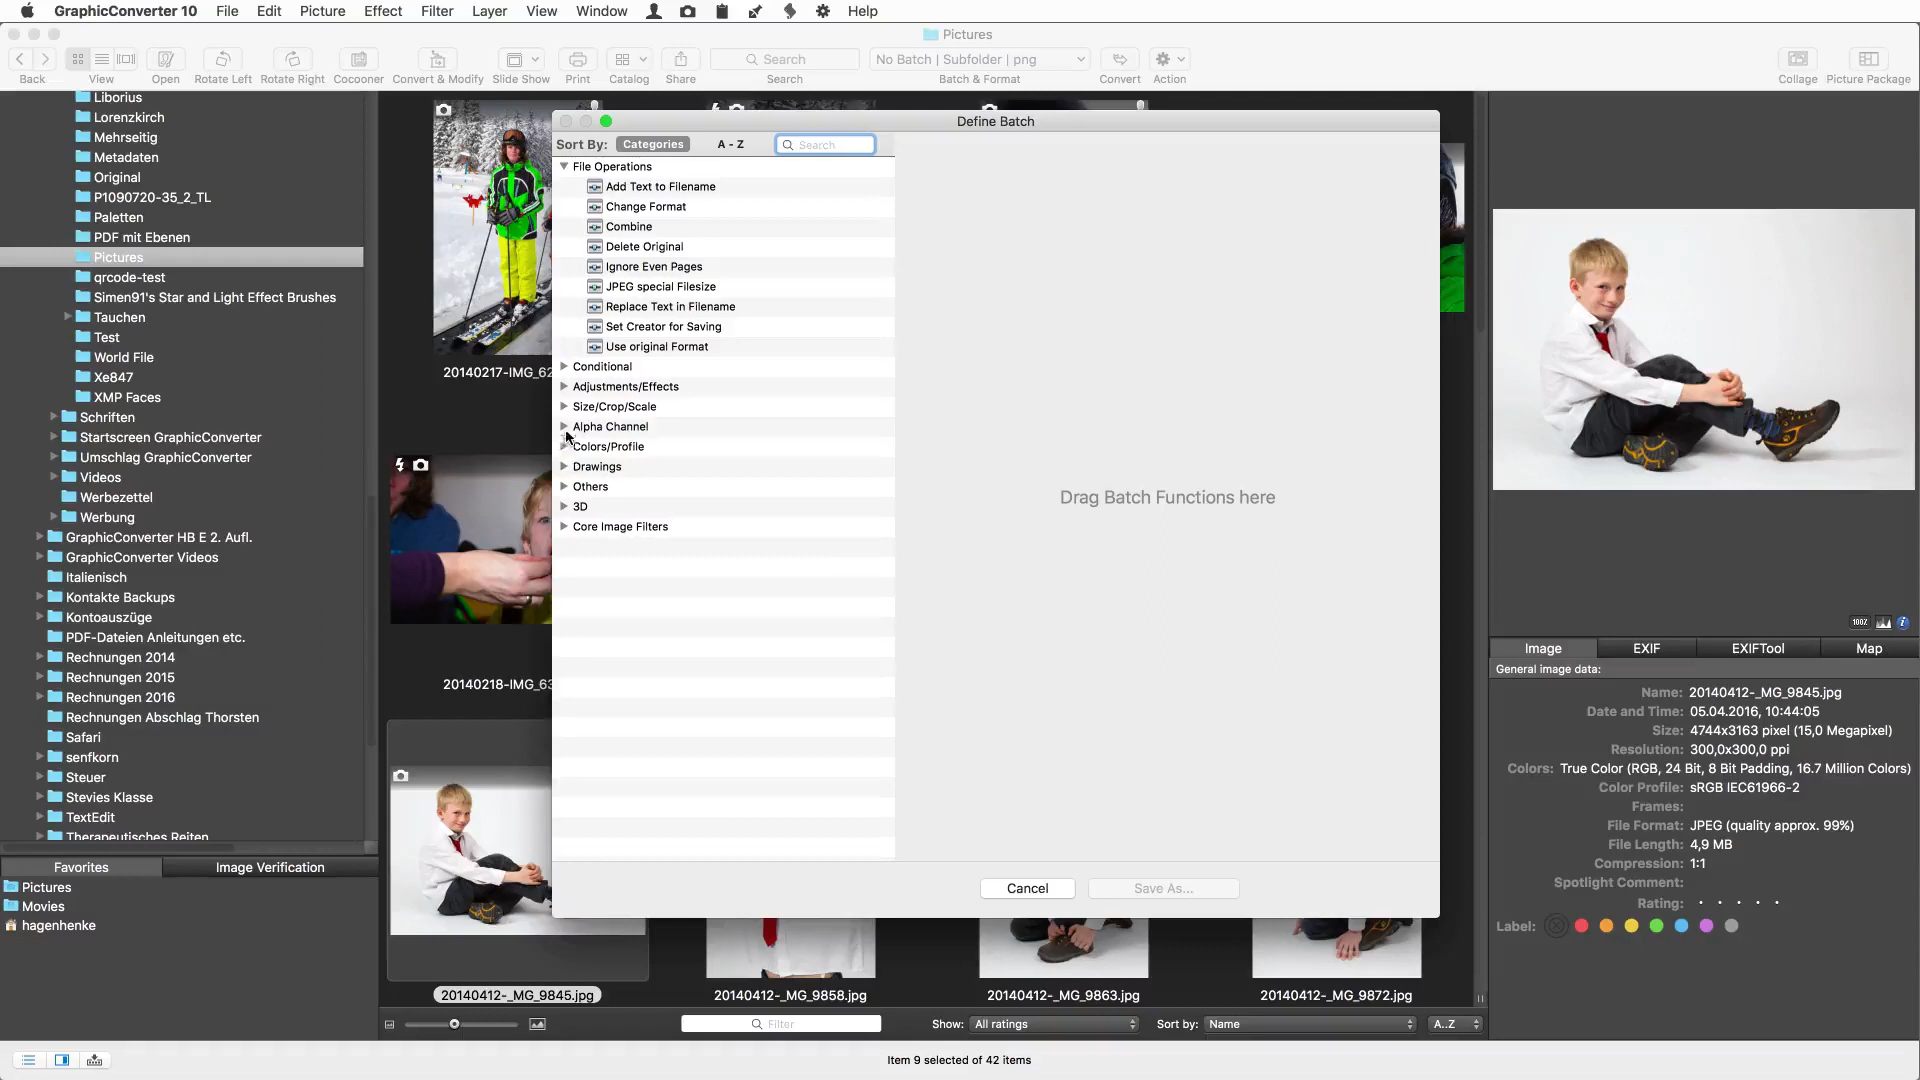 GraphicConverter 10 File Edit Picture Effect Filter Layer View Window Help
Pictures
Search No Batch | Subfolder | png
Back View Open Rotate Left Rotate Right Cocooner Convert & Modify Slide Show Print Catalog Share Search Batch & Format Convert Action Collage Picture Package
Liborius
Lorenzkirch
Mehrseitig
Metadaten
Original
P1090720-35_2_TL
Paletten
PDF mit Ebenen
Pictures
qrcode-test
Simen91's Star and Light Effect Brushes
Tauchen
Test
World File
Xe847
XMP Faces
Schriften
Startscreen GraphicConverter
Umschlag GraphicConverter
Videos
Werbezettel
Werbung
GraphicConverter HB E 2. Aufl.
GraphicConverter Videos
Italienisch
Kontakte Backups
Kontoauszüge
PDF-Dateien Anleitungen etc.
Rechnungen 2014
Rechnungen 2015
Rechnungen 2016
Rechnungen Abschlag Thorsten
Safari
senfkorn
Steuer
Stevies Klasse
TextEdit
Therapeutisches Reiten
Favorites Image Verification
Pictures
Movies
hagenhenke
20140217-IMG_62
20140218-IMG_63
20140412-_MG_9845.jpg 20140412-_MG_9858.jpg 20140412-_MG_9863.jpg 20140412-_MG_9872.jpg
Define Batch
Sort By: Categories A - Z Search
File Operations
Add Text to Filename
Change Format
Combine
Delete Original
Ignore Even Pages
JPEG special Filesize
Replace Text in Filename
Set Creator for Saving
Use original Format
Conditional
Adjustments/Effects
Size/Crop/Scale
Alpha Channel
Colors/Profile
Drawings
Others
3D
Core Image Filters
Drag Batch Functions here
Cancel Save As...
100%
Image EXIF EXIFTool Map
General image data:
Name: 20140412-_MG_9845.jpg
Date and Time: 05.04.2016, 10:44:05
Size: 4744x3163 pixel (15,0 Megapixel)
Resolution: 300,0x300,0 ppi
Colors: True Color (RGB, 24 Bit, 8 Bit Padding, 16.7 Million Colors)
Color Profile: sRGB IEC61966-2
Frames:
File Format: JPEG (quality approx. 99%)
File Length: 4,9 MB
Compression: 1:1
Spotlight Comment:
Rating: • • • • •
Label:
Filter Show: All ratings Sort by: Name A..Z
Item 9 selected of 42 items